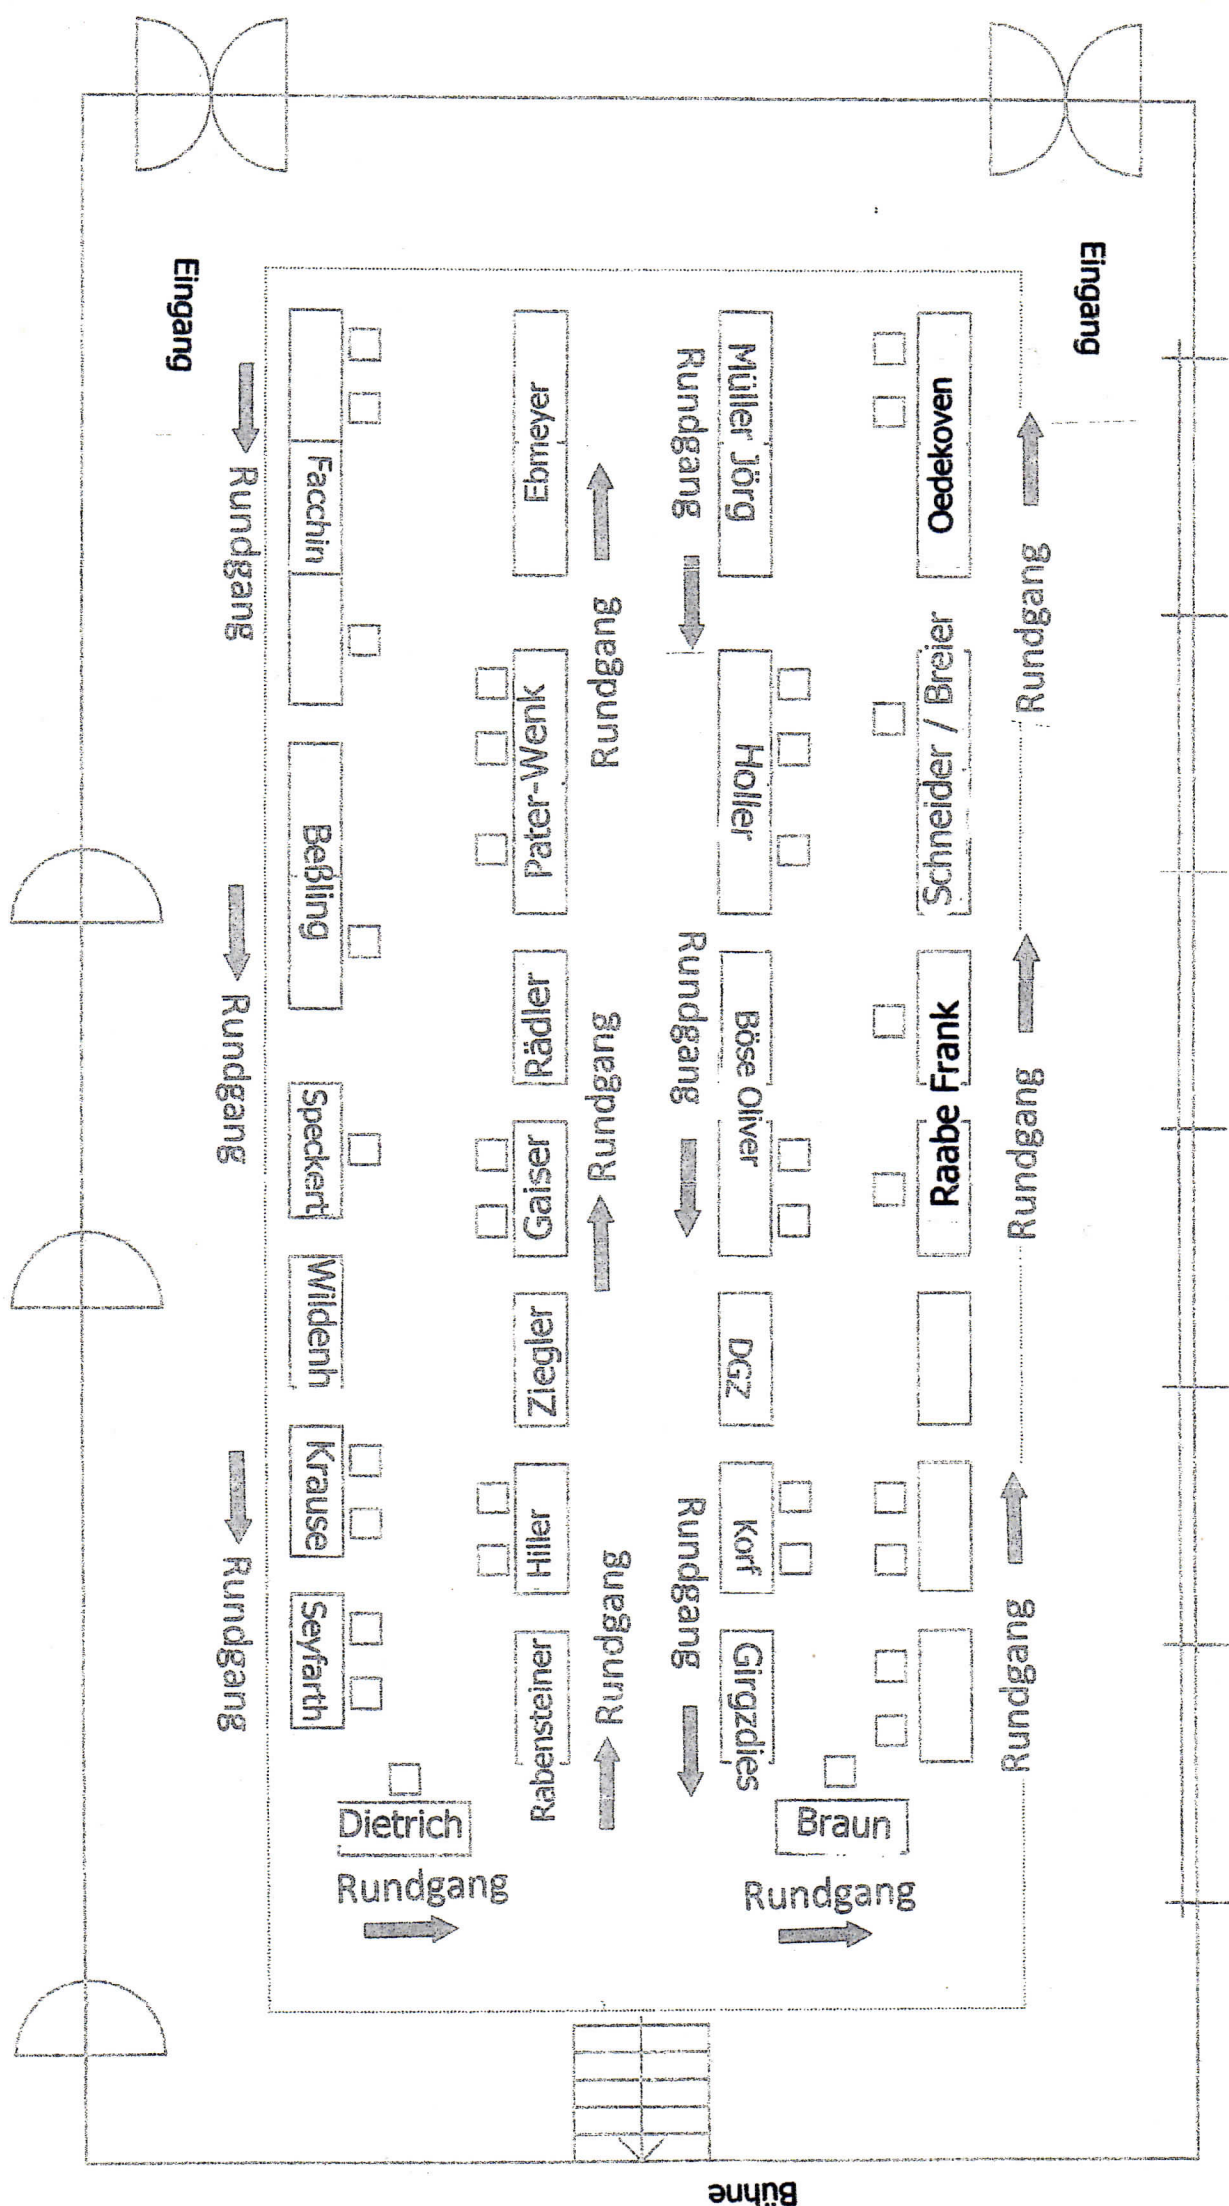 Eingang
Eingang
Facchin
Beßling
Speckert
Wildenh
Krause
Seyfarth
Rundgang
Rundgang
Rundgang
Ebmeyer
Pater-Wenk
Rädler
Gaiser
Ziegler
Hiller
Rabensteiner
Rundgang
Rundgang
Rundgang
Müller Jörg
Holler
Böse Oliver
DGZ
Korf
Girgzdies
Rundgang
Rundgang
Rundgang
Oedekoven
Schneider / Breier
Raabe Frank
Rundgang
Rundgang
Rundgang
Dietrich
Braun
Rundgang
Rundgang
Bühne